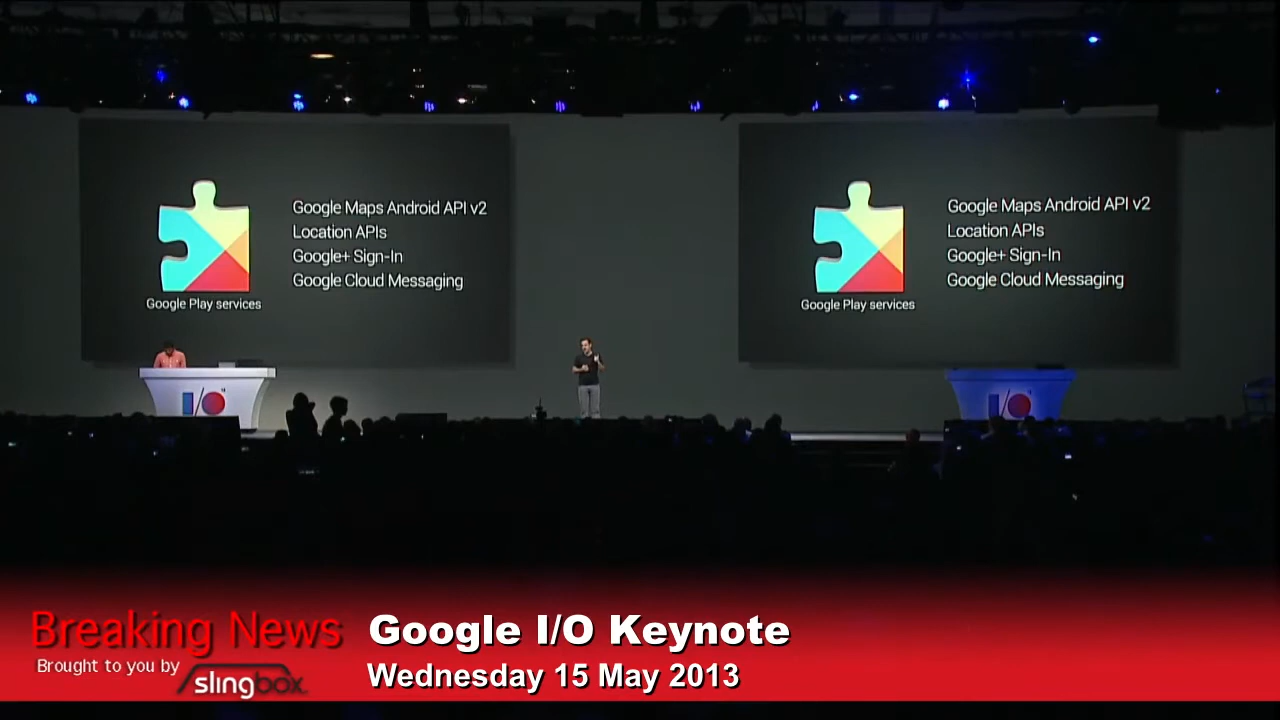 Google Maps Android API v2
Location APIs
Google+ Sign-In
Google Cloud Messaging
Google Play services
Google Maps Android API v2
Location APIs
Google+ Sign-In
Google Cloud Messaging
Google Play services
I/O
I/O
Breaking News
Brought to you by
slingbox
Google I/O Keynote
Wednesday 15 May 2013